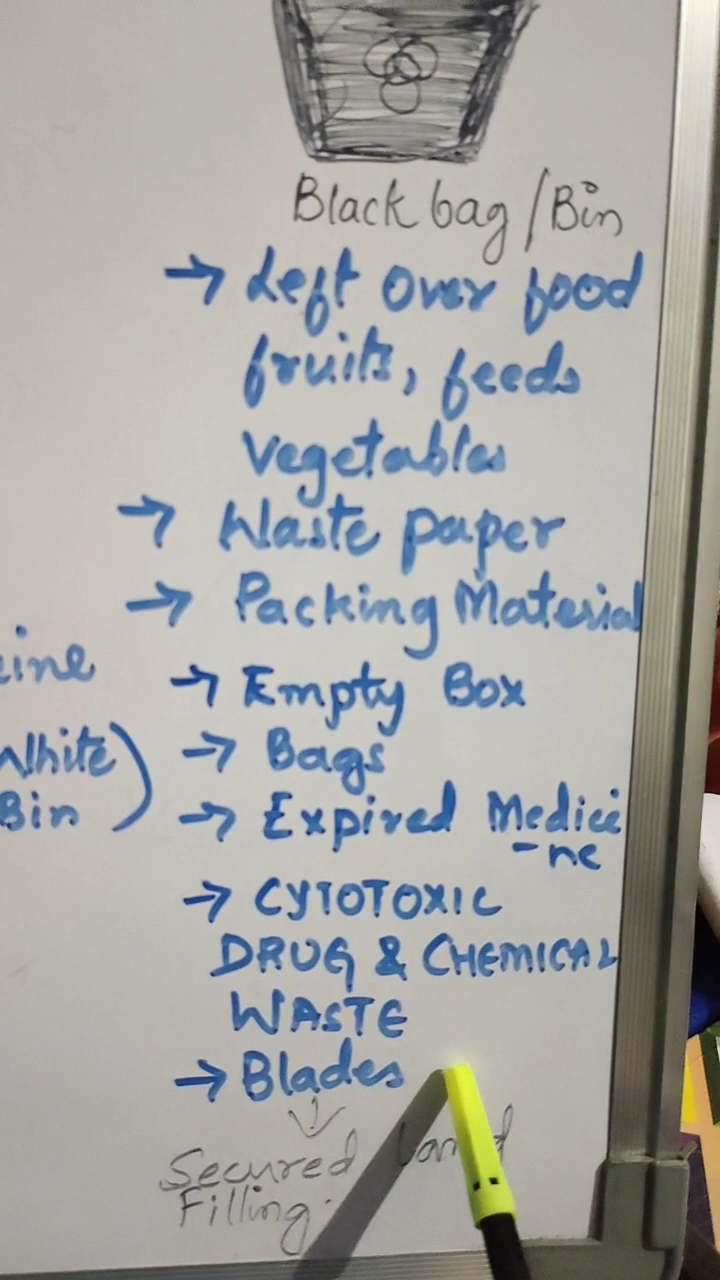 Black bag/Bin
→ Left Over food
fruits, feeds
vegetables
→ Waste paper
→ Packing Material
→ Empty Box
→ Bags
→ Expired Medici
-ne
→ CYTOTOXIC
DRUG & CHEMICAL
WASTE
→ Blades
Secured
Filling.
White)
Bin